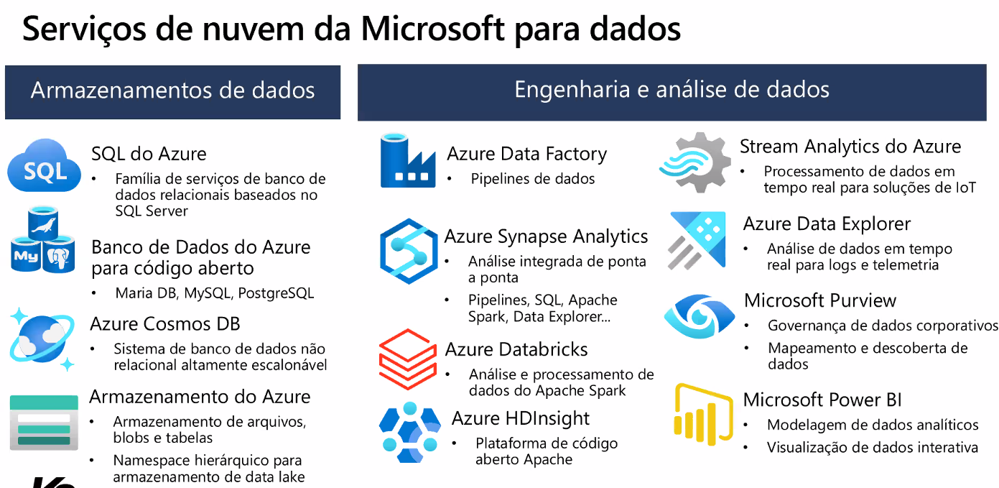 Serviços de nuvem da Microsoft para dados
Armazenamentos de dados
SQL
SQL do Azure
• Família de serviços de banco de
dados relacionais baseados no
SQL Server
My
Banco de Dados do Azure
para código aberto
• Maria DB, MySQL, PostgreSQL
Azure Cosmos DB
• Sistema de banco de dados não
relacional altamente escalonável
Armazenamento do Azure
• Armazenamento de arquivos,
blobs e tabelas
• Namespace hierárquico para
armazenamento de data lake
Engenharia e análise de dados
Azure Data Factory
• Pipelines de dados
Azure Synapse Analytics
• Análise integrada de ponta
a ponta
• Pipelines, SQL, Apache
Spark, Data Explorer...
Azure Databricks
• Análise e processamento de
dados do Apache Spark
Azure HDInsight
• Plataforma de código
aberto Apache
Stream Analytics do Azure
• Processamento de dados em
tempo real para soluções de IoT
Azure Data Explorer
• Análise de dados em tempo
real para logs e telemetria
Microsoft Purview
• Governança de dados corporativos
• Mapeamento e descoberta de
dados
Microsoft Power BI
• Modelagem de dados analíticos
• Visualização de dados interativa